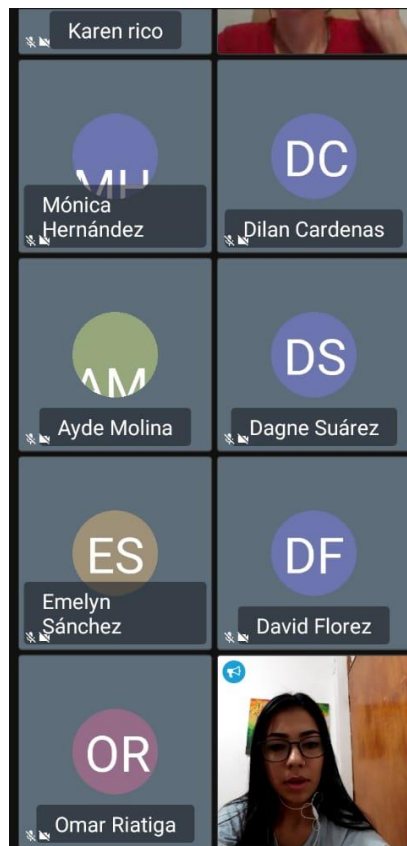 Karen rico
MH
Mónica
Hernández
DC
Dilan Cardenas
AM
Ayde Molina
DS
Dagne Suárez
ES
Emelyn
Sánchez
DF
David Florez
OR
Omar Riatiga